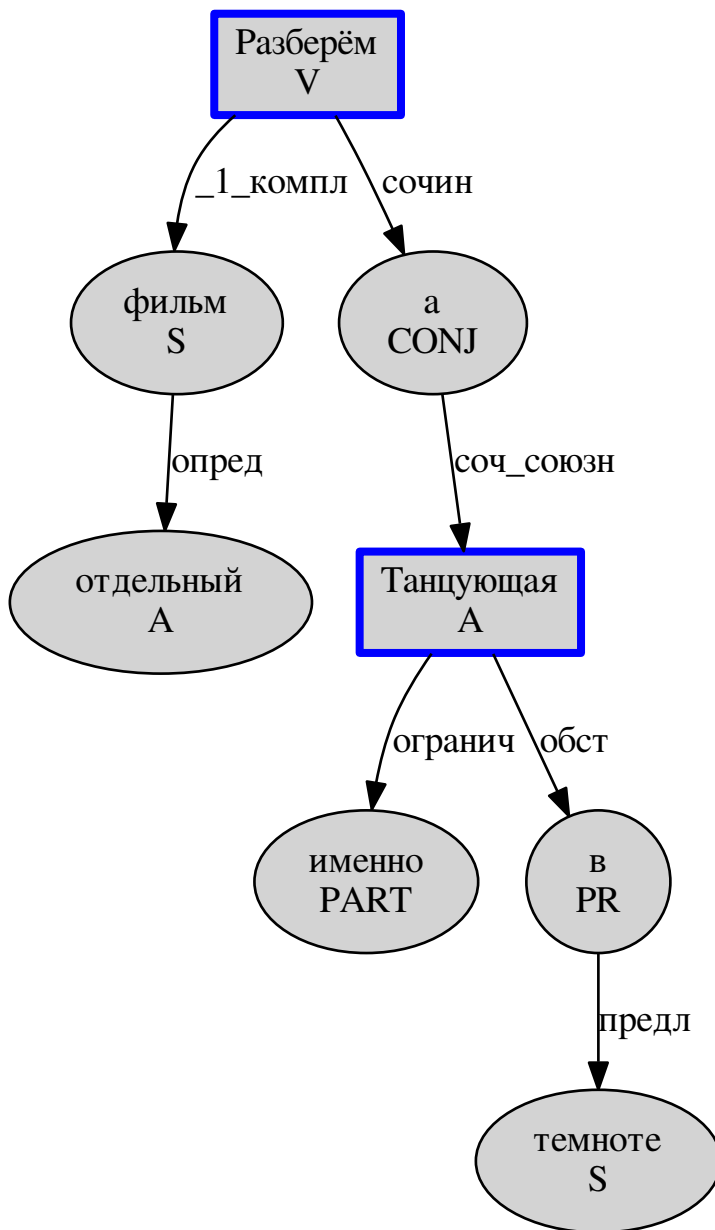 Разберём
V
_1_компл
сочин
фильм
S
а
CONJ
опред
соч_союзн
отдельный
A
Танцующая
A
огранич
обст
именно
PART
в
PR
предл
темноте
S